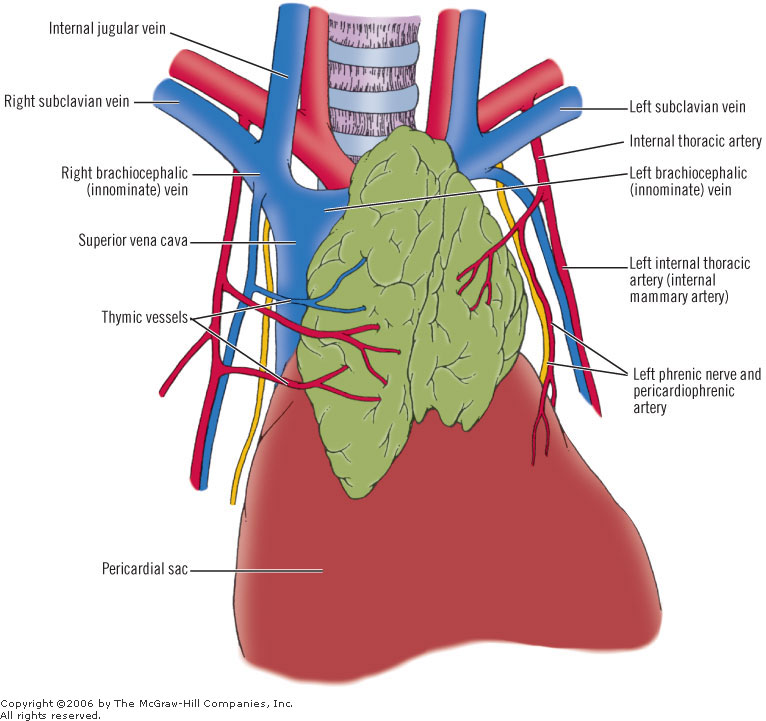 Internal jugular vein
Right subclavian vein
Left subclavian vein
Internal thoracic artery
Right brachiocephalic
(innominate) vein
Left brachiocephalic
(innominate) vein
Superior vena cava
Left internal thoracic
artery (internal
mammary artery)
Thymic vessels
Left phrenic nerve and
pericardiophrenic
artery
Pericardial sac
Copyright ©2006 by The McGraw-Hill Companies, Inc.
All rights reserved.